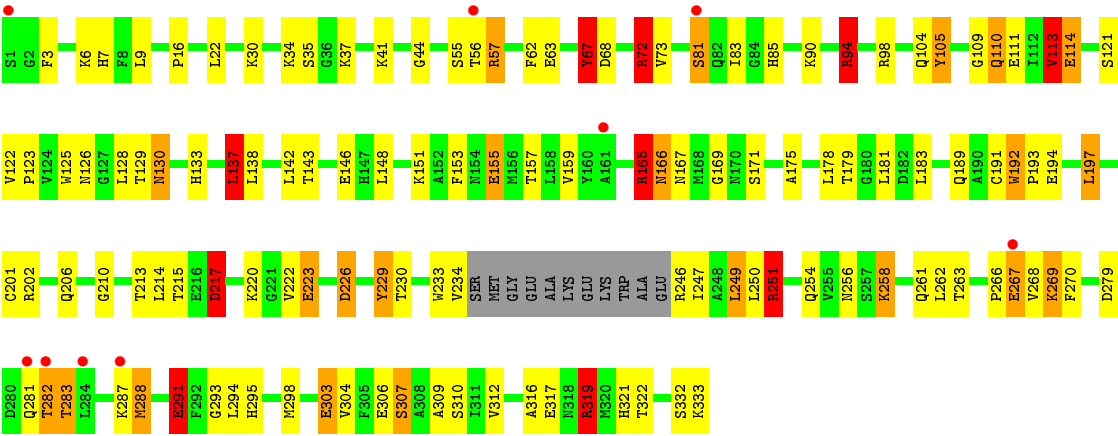 S1 G2 F3 K6 H7 F8 L9 P16 L22 K30 K34 S35 G36 K37 K41 G44 S55 T56 R57 F62 E63 Y67 D68 R72 V73 S81 Q82 I83 G84 H85 K90 R94 R98 Q104 Y105 G109 Q110 E111 I112 V113 E114 S121
V122 P123 V124 W125 N126 G127 L128 T129 N130 H133 L137 L138 L142 T143 E146 H147 L148 K151 A152 F153 N154 E155 M156 T157 L158 V159 Y160 A161 R165 N166 N167 M168 G169 N170 S171 A175 L178 T179 G180 L181 D182 L183 Q189 A190 C191 W192 P193 E194 L197
C201 R202 Q206 G210 T213 L214 T215 E216 D217 K220 G221 V222 E223 D226 Y229 T230 W233 V234 SER MET GLY GLU ALA LYS GLU LYS TRP ALA GLU R246 I247 A248 L249 L250 R251 Q254 V255 N256 S257 K258 Q261 L262 T263 P266 E267 V268 K269 F270 D279
D280 Q281 T282 T283 L284 K287 M288 E291 F292 G293 L294 H295 M298 E303 V304 F305 E306 S307 A308 A309 S310 I311 V312 A316 E317 N318 R319 M320 H321 T322 S332 K333